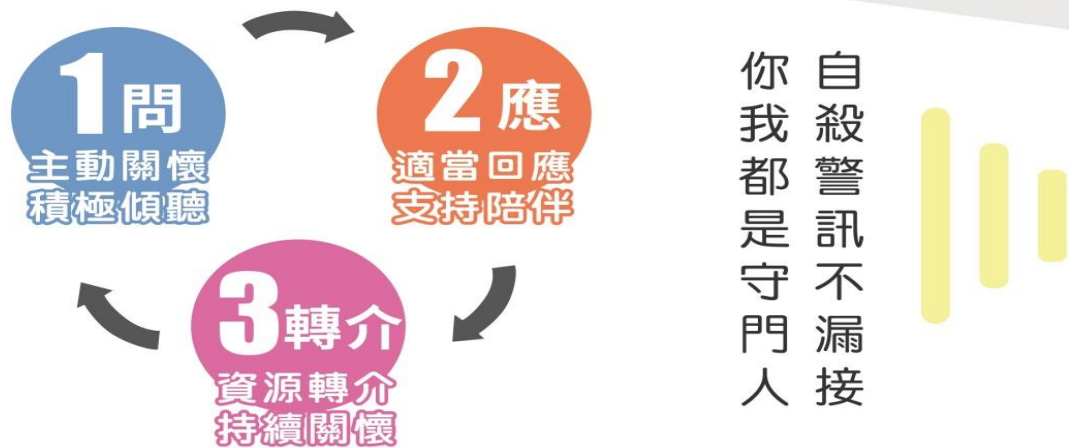 1問
主動關懷
積極傾聽
2應
適當回應
支持陪伴
3轉介
資源轉介
持續關懷
自殺警訊不漏接
你我都是守門人